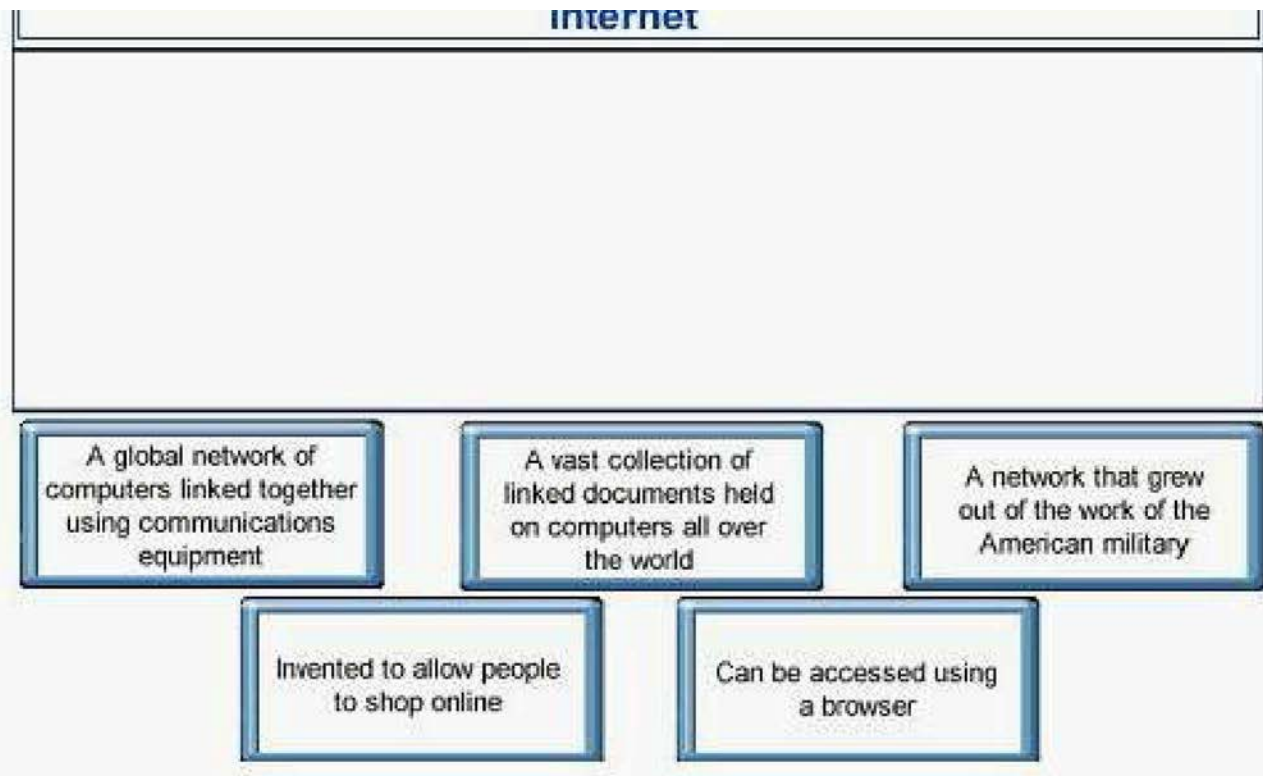 internet
A global network of
computers linked together
using communications
equipment
A vast collection of
linked documents held
on computers all over
the world
A network that grew
out of the work of the
American military
Invented to allow people
to shop online
Can be accessed using
a browser